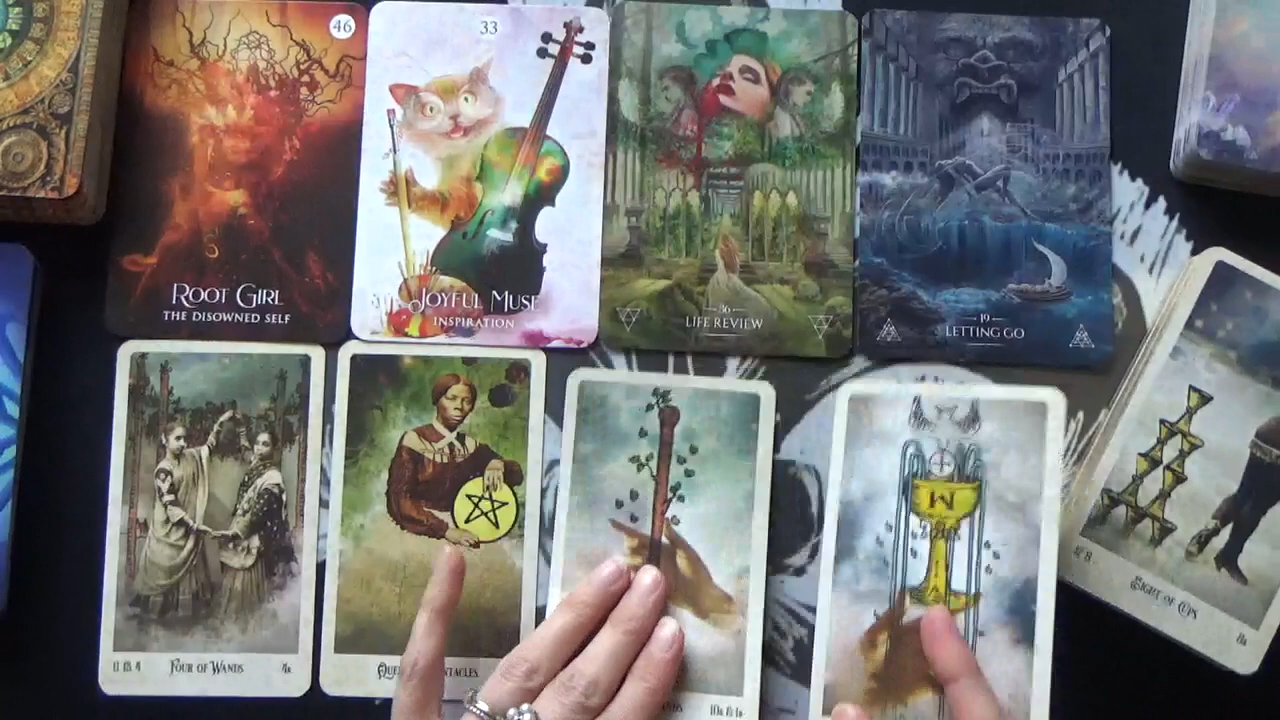 46
ROOT GIRL
THE DISOWNED SELF
33
JOYFUL MUSE
INSPIRATION
36
LIFE REVIEW
19
LETTING GO
FOUR OF WANDS
EIGHT OF CUPS